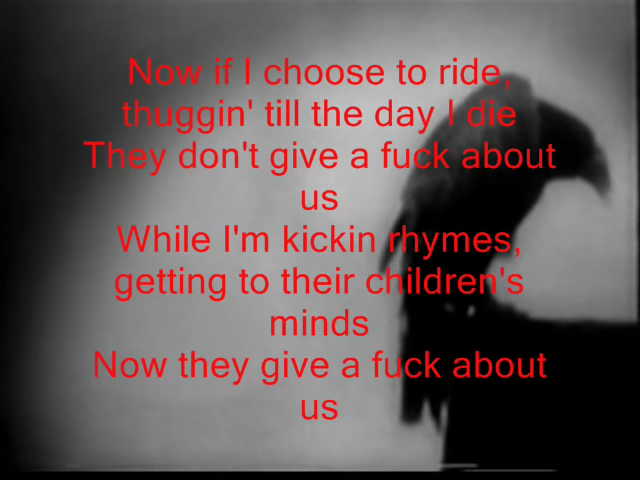 Now if I choose to ride,
thuggin' till the day I die
They don't give a fuck about
us
While I'm kickin rhymes,
getting to their children's
minds
Now they give a fuck about
us